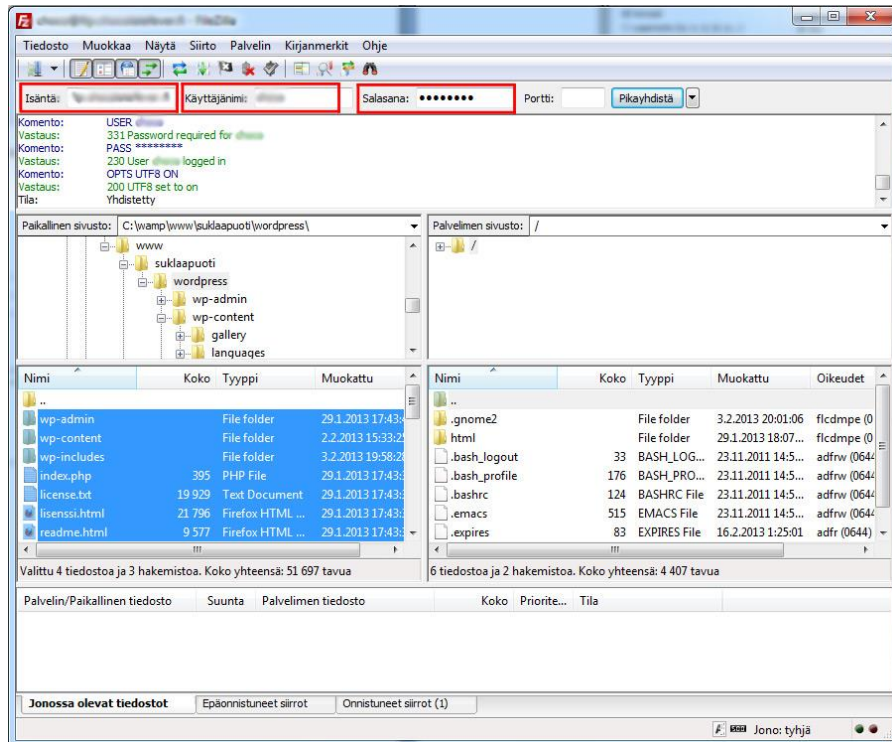 FileZilla
Tiedosto Muokkaa Näytä Siirto Palvelin Kirjanmerkit Ohje
Isäntä: Käyttäjänimi: Salasana: ●●●●●●●● Portti: Pikayhdistä
Komento: USER
Vastaus: 331 Password required for
Komento: PASS ********
Vastaus: 230 User logged in
Komento: OPTS UTF8 ON
Vastaus: 200 UTF8 set to on
Tila: Yhdistetty
Paikallinen sivusto: C:\wamp\www\suklaapuoti\wordpress\
www
suklaapuoti
wordpress
wp-admin
wp-content
gallery
languages
Palvelimen sivusto: /
/
Nimi Koko Tyyppi Muokattu
..
wp-admin File folder 29.1.2013 17:43:
wp-content File folder 2.2.2013 15:33:2
wp-includes File folder 3.2.2013 19:58:2
index.php 395 PHP File 29.1.2013 17:43:
license.txt 19 929 Text Document 29.1.2013 17:43:
lisenssi.html 21 796 Firefox HTML ... 29.1.2013 17:43:
readme.html 9 577 Firefox HTML ... 29.1.2013 17:43:
Valittu 4 tiedostoa ja 3 hakemistoa. Koko yhteensä: 51 697 tavua
Nimi Koko Tyyppi Muokattu Oikeudet
..
.gnome2 File folder 3.2.2013 20:01:06 flcdmpe (0
html File folder 29.1.2013 18:07... flcdmpe (0
.bash_logout 33 BASH_LOG... 23.11.2011 14:5... adfrw (064
.bash_profile 176 BASH_PRO... 23.11.2011 14:5... adfrw (064
.bashrc 124 BASHRC File 23.11.2011 14:5... adfrw (064
.emacs 515 EMACS File 23.11.2011 14:5... adfrw (064
.expires 83 EXPIRES File 16.2.2013 1:25:01 adfr (0644)
6 tiedostoa ja 2 hakemistoa. Koko yhteensä: 4 407 tavua
Palvelin/Paikallinen tiedosto Suunta Palvelimen tiedosto Koko Priorite... Tila
Jonossa olevat tiedostot Epäonnistuneet siirrot Onnistuneet siirrot (1)
Jono: tyhjä